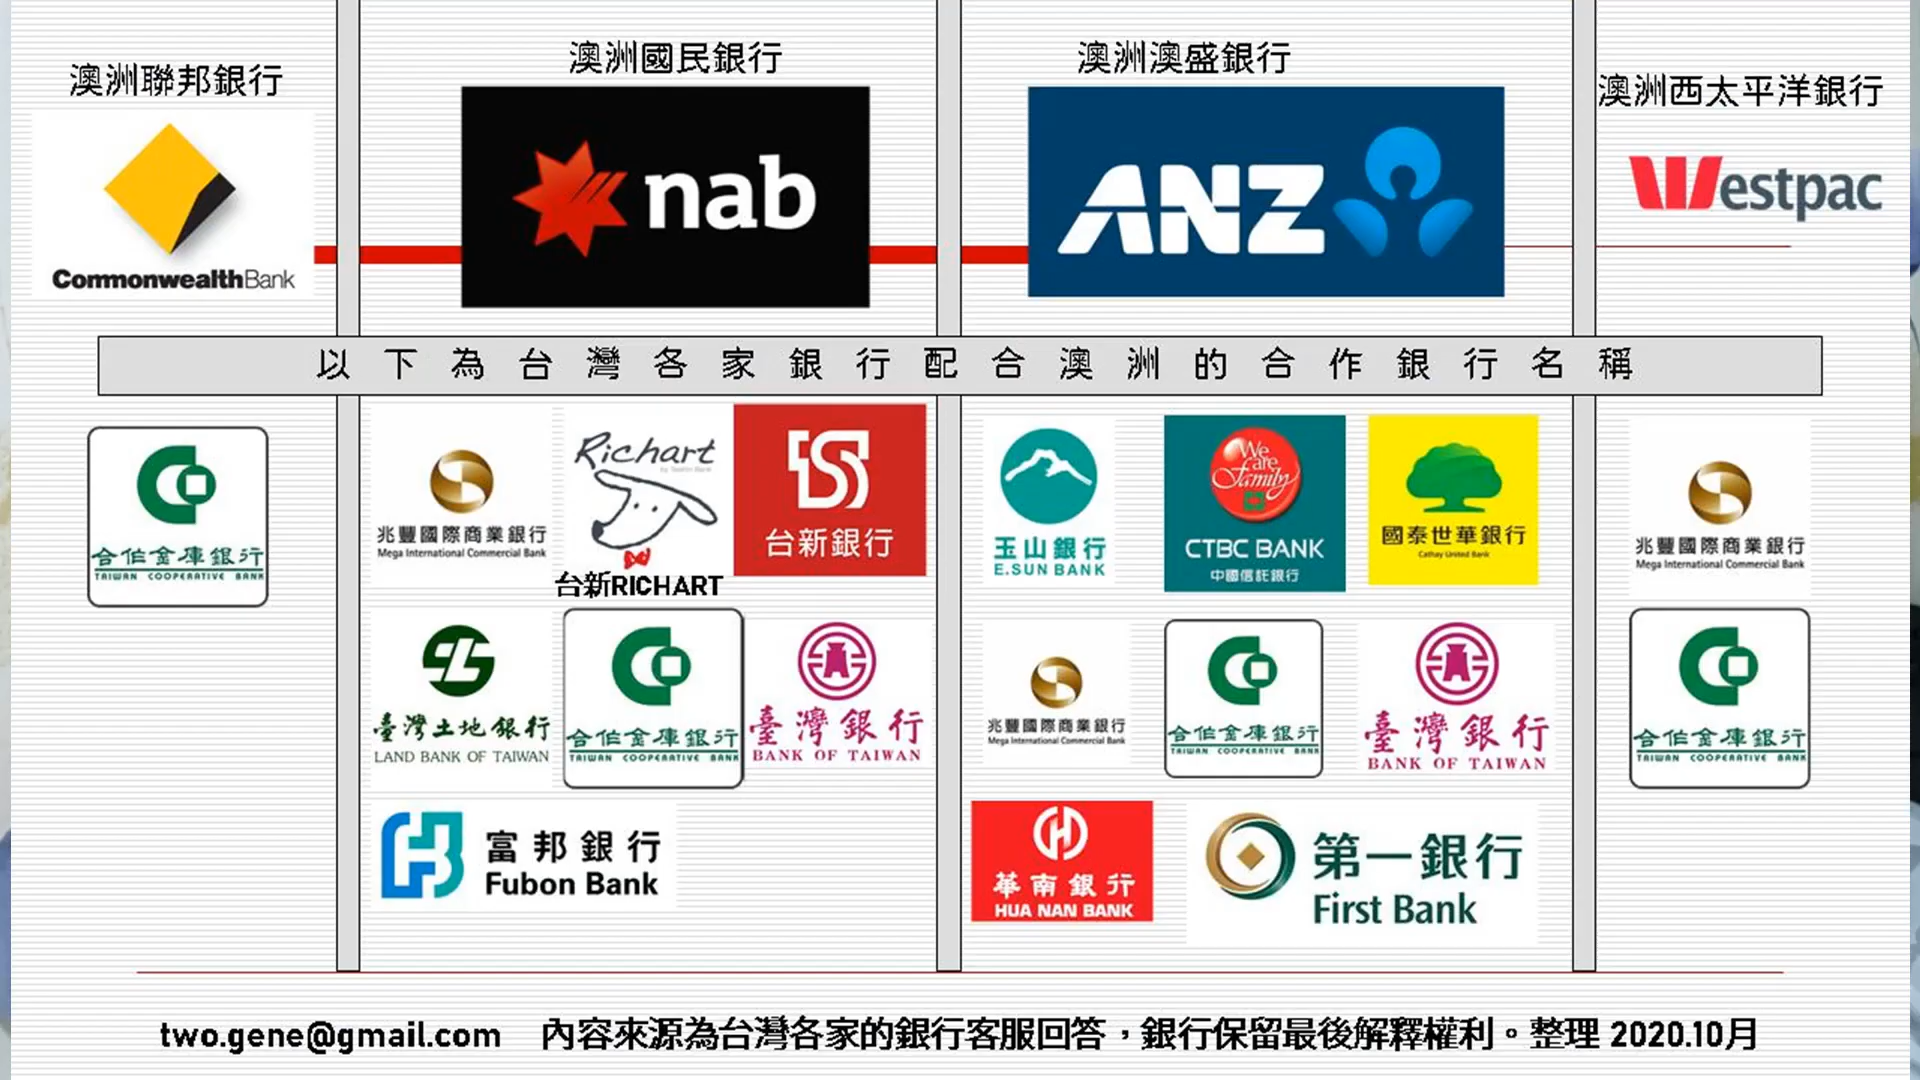 澳洲聯邦銀行
CommonwealthBank
澳洲國民銀行
nab
澳洲澳盛銀行
ANZ
澳洲西太平洋銀行
Westpac
以下為台灣各家銀行配合澳洲的合作銀行名稱
合作金庫銀行
TAIWAN COOPERATIVE BANK
兆豐國際商業銀行
Mega International Commercial Bank
Richart
by Taishin Bank
台新RICHART
台新銀行
臺灣土地銀行
LAND BANK OF TAIWAN
合作金庫銀行
TAIWAN COOPERATIVE BANK
臺灣銀行
BANK OF TAIWAN
富邦銀行
Fubon Bank
玉山銀行
E.SUN BANK
We are Family
CTBC BANK
中國信託銀行
國泰世華銀行
Cathay United Bank
兆豐國際商業銀行
Mega International Commercial Bank
合作金庫銀行
TAIWAN COOPERATIVE BANK
臺灣銀行
BANK OF TAIWAN
華南銀行
HUA NAN BANK
第一銀行
First Bank
兆豐國際商業銀行
Mega International Commercial Bank
合作金庫銀行
TAIWAN COOPERATIVE BANK
two.gene@gmail.com 內容來源為台灣各家的銀行客服回答，銀行保留最後解釋權利。整理 2020.10月